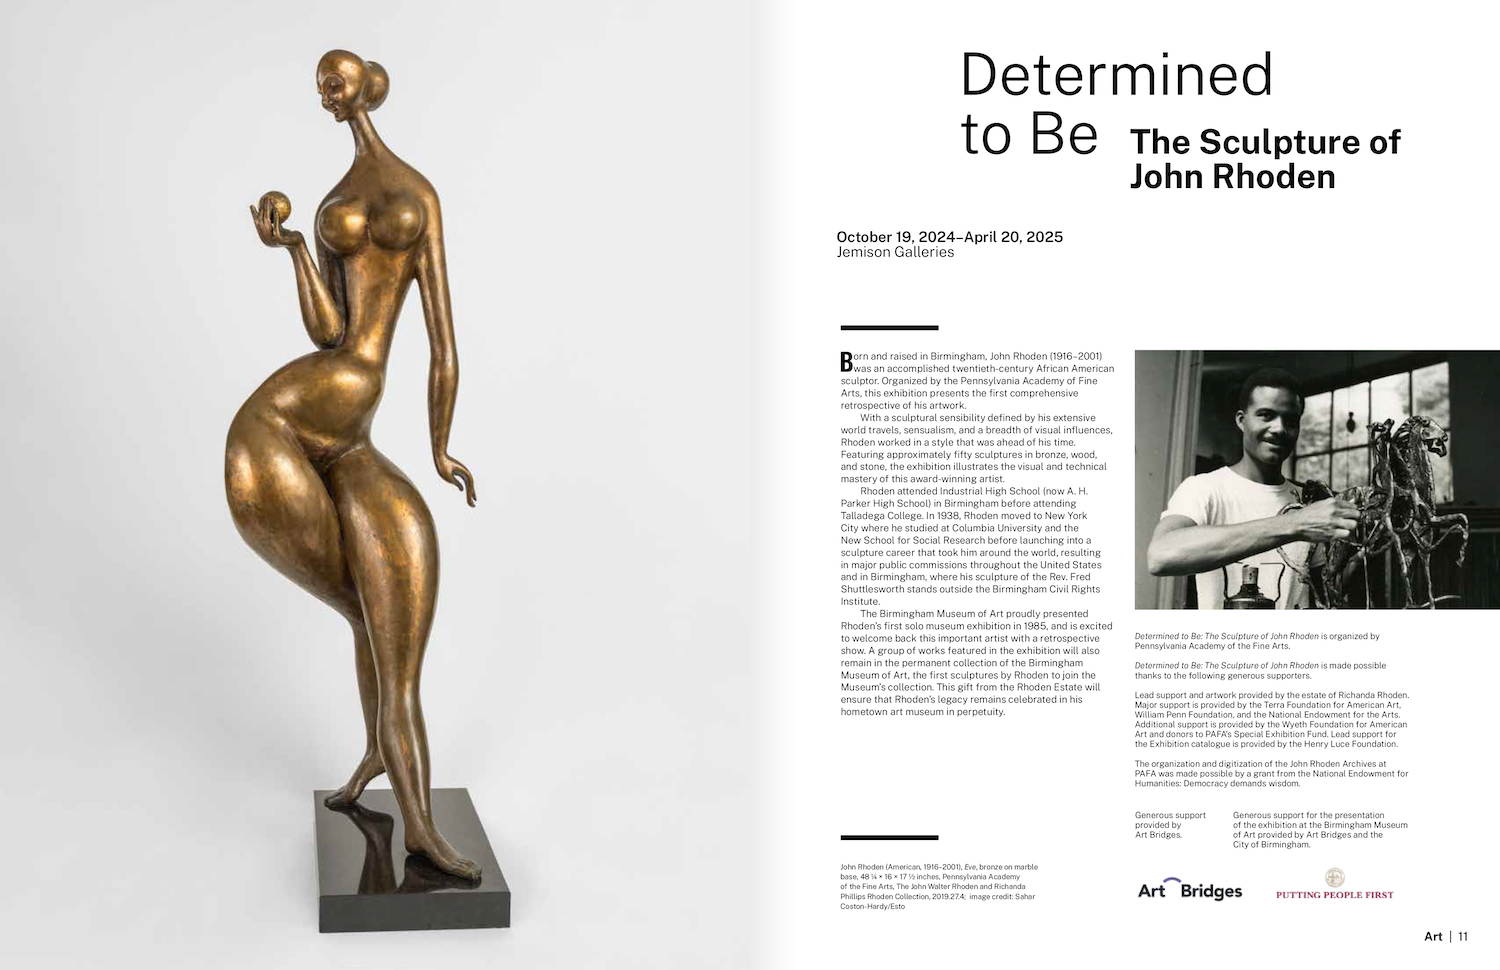 Determined
to Be The Sculpture of
John Rhoden
October 19, 2024–April 20, 2025
Jemison Galleries
Born and raised in Birmingham, John Rhoden (1916–2001)
was an accomplished twentieth-century African American
sculptor. Organized by the Pennsylvania Academy of Fine
Arts, this exhibition presents the first comprehensive
retrospective of his artwork.
With a sculptural sensibility defined by his extensive
world travels, sensualism, and a breadth of visual influences,
Rhoden worked in a style that was ahead of his time.
Featuring approximately fifty sculptures in bronze, wood,
and stone, the exhibition illustrates the visual and technical
mastery of this award-winning artist.
Rhoden attended Industrial High School (now A. H.
Parker High School) in Birmingham before attending
Talladega College. In 1938, Rhoden moved to New York
City where he studied at Columbia University and the
New School for Social Research before launching into a
sculpture career that took him around the world, resulting
in major public commissions throughout the United States
and in Birmingham, where his sculpture of the Rev. Fred
Shuttlesworth stands outside the Birmingham Civil Rights
Institute.
The Birmingham Museum of Art proudly presented
Rhoden's first solo museum exhibition in 1985, and is excited
to welcome back this important artist with a retrospective
show. A group of works featured in the exhibition will also
remain in the permanent collection of the Birmingham
Museum of Art, the first sculptures by Rhoden to join the
Museum's collection. This gift from the Rhoden Estate will
ensure that Rhoden's legacy remains celebrated in his
hometown art museum in perpetuity.
John Rhoden (American, 1916–2001), Eve, bronze on marble
base, 48 ¼ × 16 × 17 ½ inches, Pennsylvania Academy
of the Fine Arts, The John Walter Rhoden and Richanda
Phillips Rhoden Collection, 2019.27.4; image credit: Sahar
Coston-Hardy/Esto
Determined to Be: The Sculpture of John Rhoden is organized by
Pennsylvania Academy of the Fine Arts.
Determined to Be: The Sculpture of John Rhoden is made possible
thanks to the following generous supporters.
Lead support and artwork provided by the estate of Richanda Rhoden.
Major support is provided by the Terra Foundation for American Art,
William Penn Foundation, and the National Endowment for the Arts.
Additional support is provided by the Wyeth Foundation for American
Art and donors to PAFA's Special Exhibition Fund. Lead support for
the Exhibition catalogue is provided by the Henry Luce Foundation.
The organization and digitization of the John Rhoden Archives at
PAFA was made possible by a grant from the National Endowment for
Humanities: Democracy demands wisdom.
Generous support
provided by
Art Bridges.
Generous support for the presentation
of the exhibition at the Birmingham Museum
of Art provided by Art Bridges and the
City of Birmingham.
Art Bridges
PUTTING PEOPLE FIRST
Art | 11